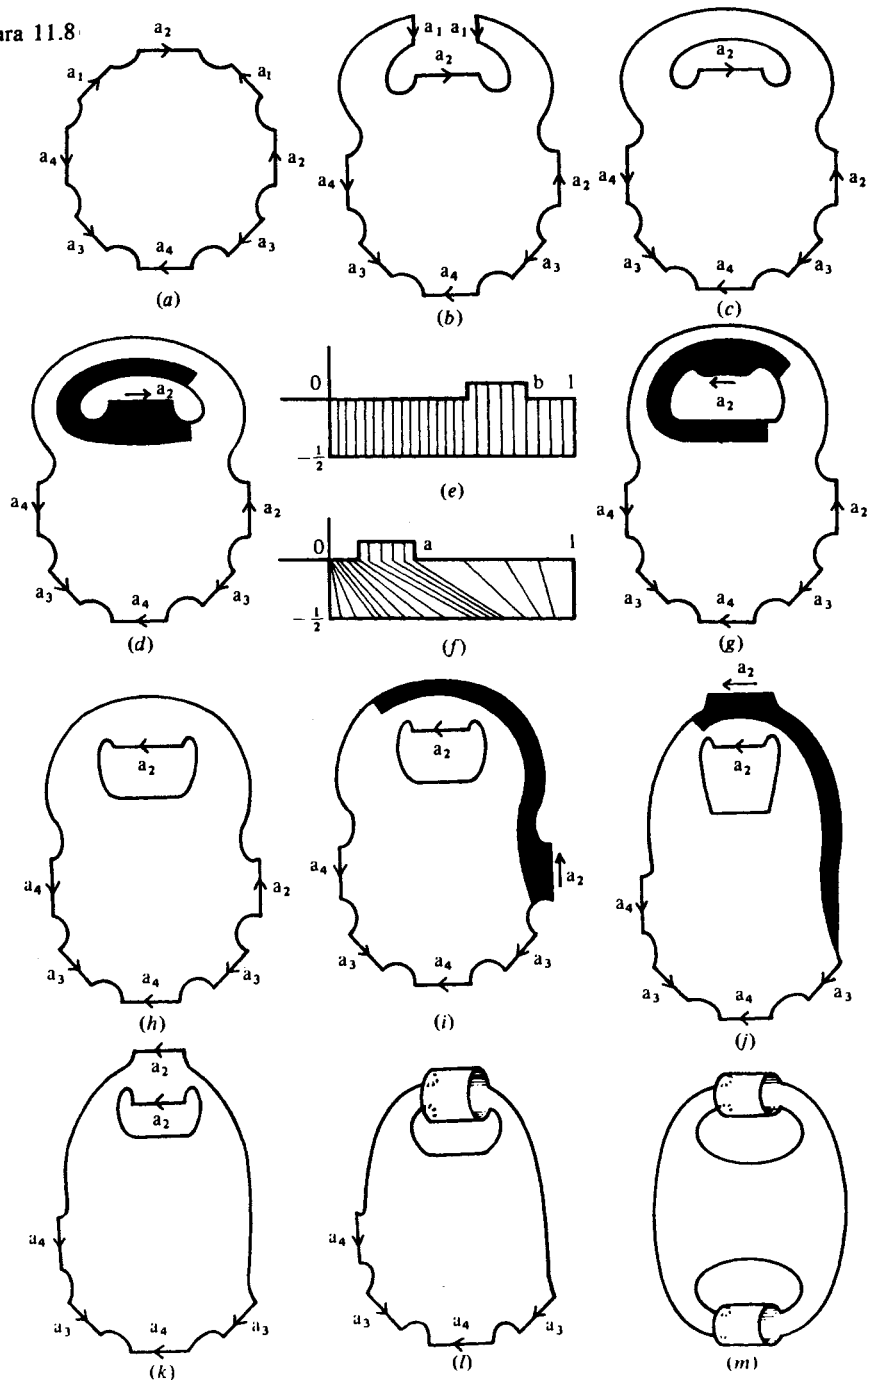 ara 11.8
a₂
a₁ a₁
a₄ a₂
a₃ a₄ a₃
(a)
a₁ a₁
a₂
a₄ a₂
a₃ a₄ a₃
(b)
a₂
a₄ a₂
a₃ a₄ a₃
(c)
a₂
a₄ a₂
a₃ a₄ a₃
(d)
0 b 1
-½
(e)
0 a 1
-½
(f)
a₂
a₄ a₂
a₃ a₄ a₃
(g)
a₂
a₄ a₂
a₃ a₄ a₃
(h)
a₂
a₄ a₂
a₃ a₄ a₃
(i)
a₂
a₂
a₄
a₃ a₄ a₃
(j)
a₂
a₂
a₄
a₃ a₄ a₃
(k)
a₄
a₃ a₄ a₃
(l)
(m)